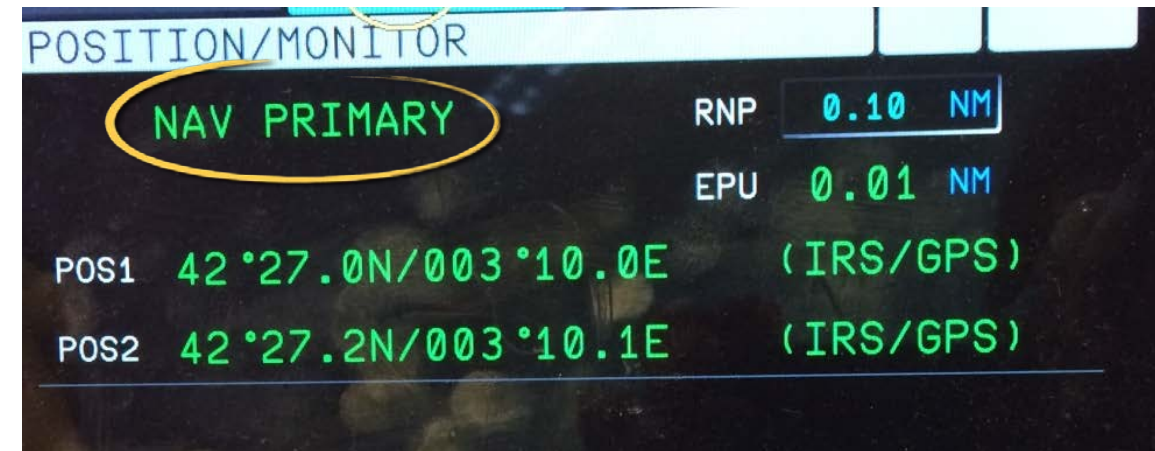 POSITION/MONITOR
NAV PRIMARY RNP 0.10 NM
EPU 0.01 NM
POS1 42°27.0N/003°10.0E (IRS/GPS)
POS2 42°27.2N/003°10.1E (IRS/GPS)